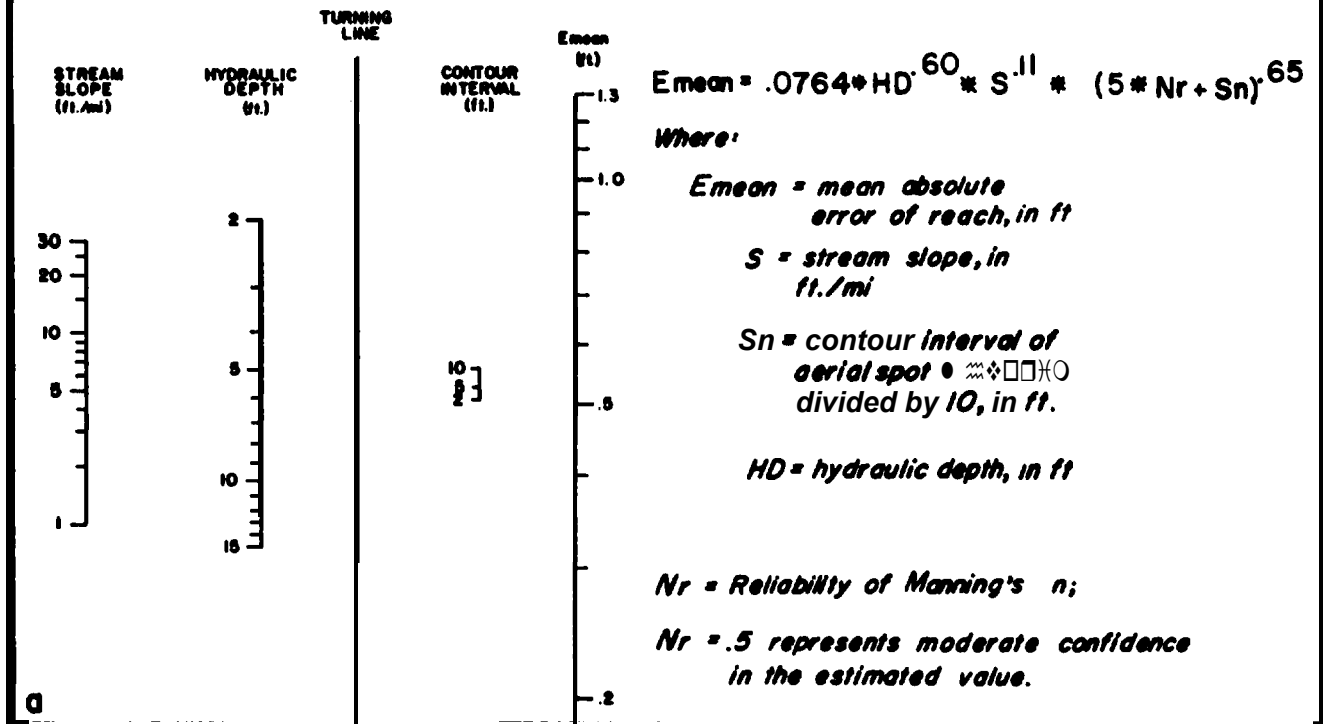 TURNING
LINE
STREAM
SLOPE
(ft./mi)
HYDRAULIC
DEPTH
(ft.)
CONTOUR
INTERVAL
(ft.)
Emean
(ft)
30
20
10
5
1
2
5
10
15
10
5
2
1.3
1.0
.5
.2
Emean = .0764*HD^.60 * S^.11 * (5*Nr + Sn)^.65
Where:
Emean = mean absolute
error of reach, in ft
S = stream slope, in
ft./mi
Sn = contour interval of
aerial spot
divided by 10, in ft.
HD = hydraulic depth, in ft
Nr = Reliability of Manning's n;
Nr = .5 represents moderate confidence
in the estimated value.
a